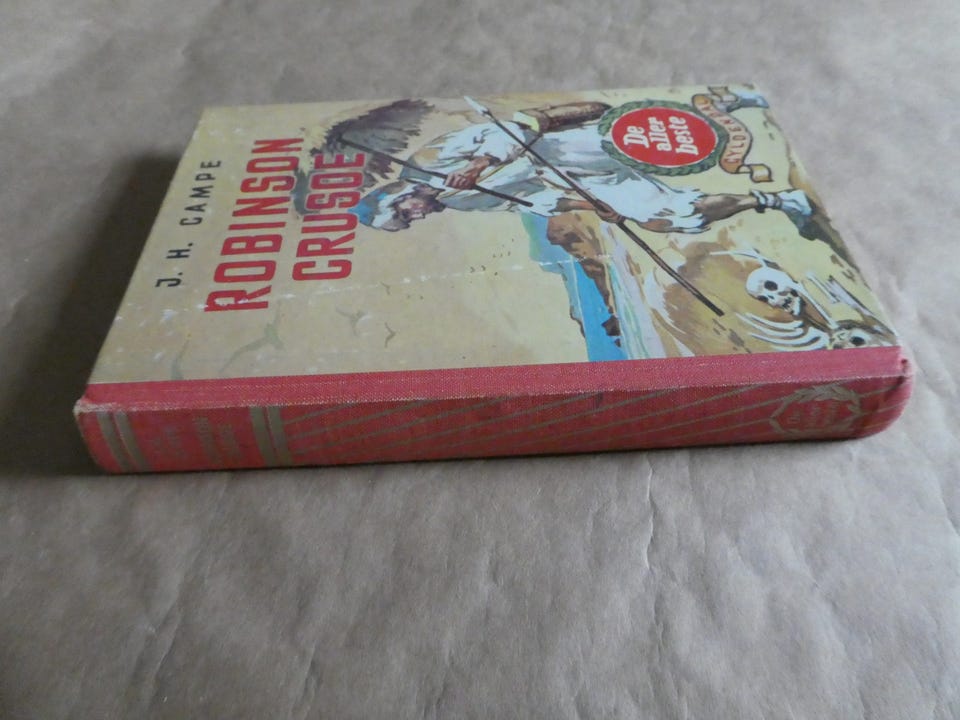 J. H. CAMPE
ROBINSON
CRUSOE
De
aller
beste
GYLDENDAL